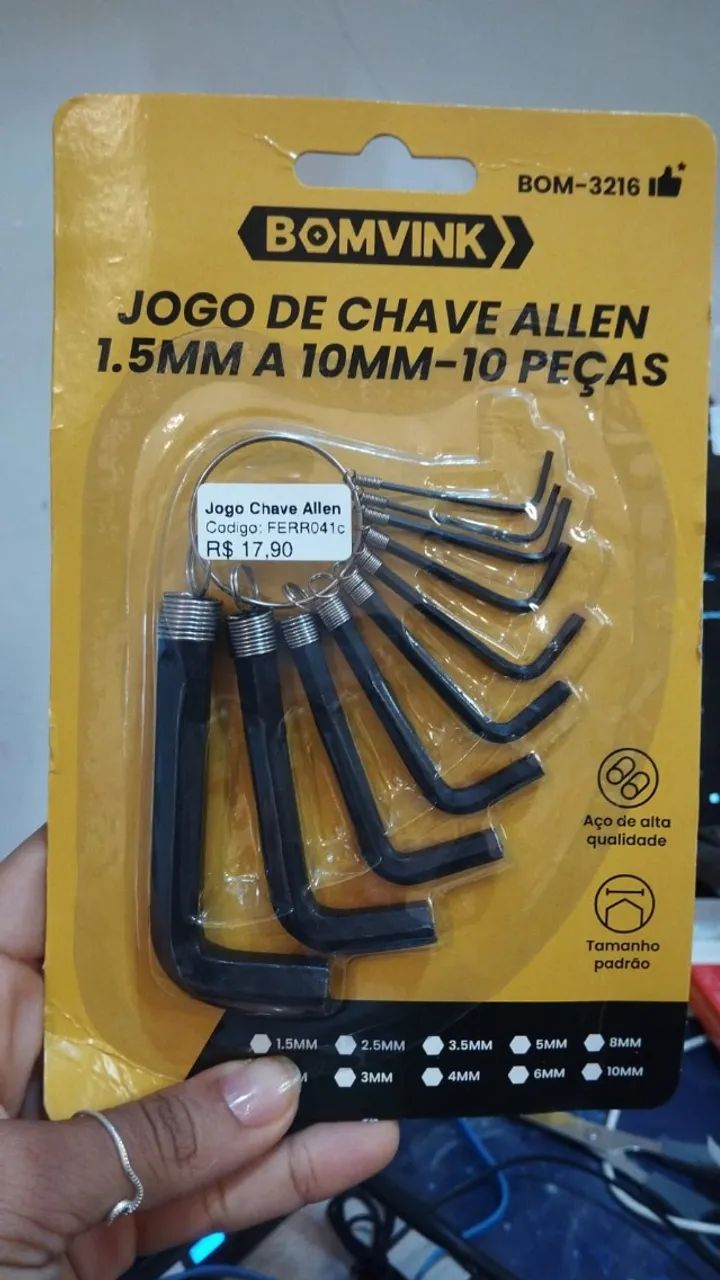 BOM-3216
BOMVINK
JOGO DE CHAVE ALLEN
1.5MM A 10MM-10 PEÇAS
Jogo Chave Allen
Codigo: FERR041c
R$ 17,90
Aço de alta
qualidade
Tamanho
padrão
1.5MM 2.5MM 3.5MM 5MM 8MM
3MM 4MM 6MM 10MM